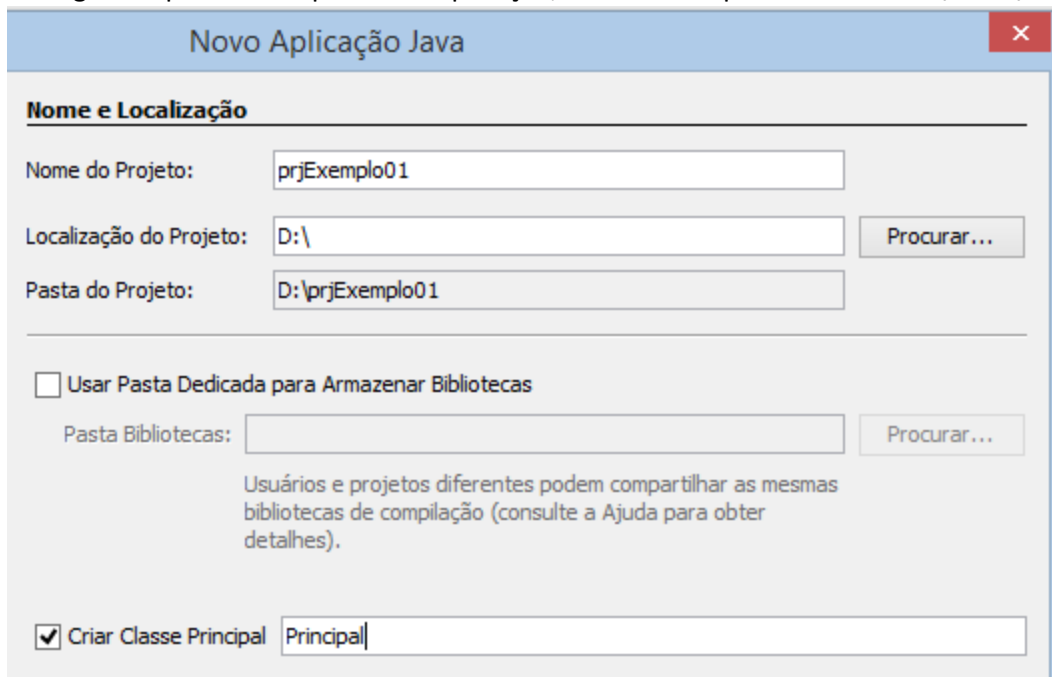 Novo Aplicação Java
Nome e Localização
Nome do Projeto: prjExemplo01
Localização do Projeto: D:\ Procurar...
Pasta do Projeto: D:\prjExemplo01
Usar Pasta Dedicada para Armazenar Bibliotecas
Pasta Bibliotecas: Procurar...
Usuários e projetos diferentes podem compartilhar as mesmas
bibliotecas de compilação (consulte a Ajuda para obter
detalhes).
Criar Classe Principal Principal